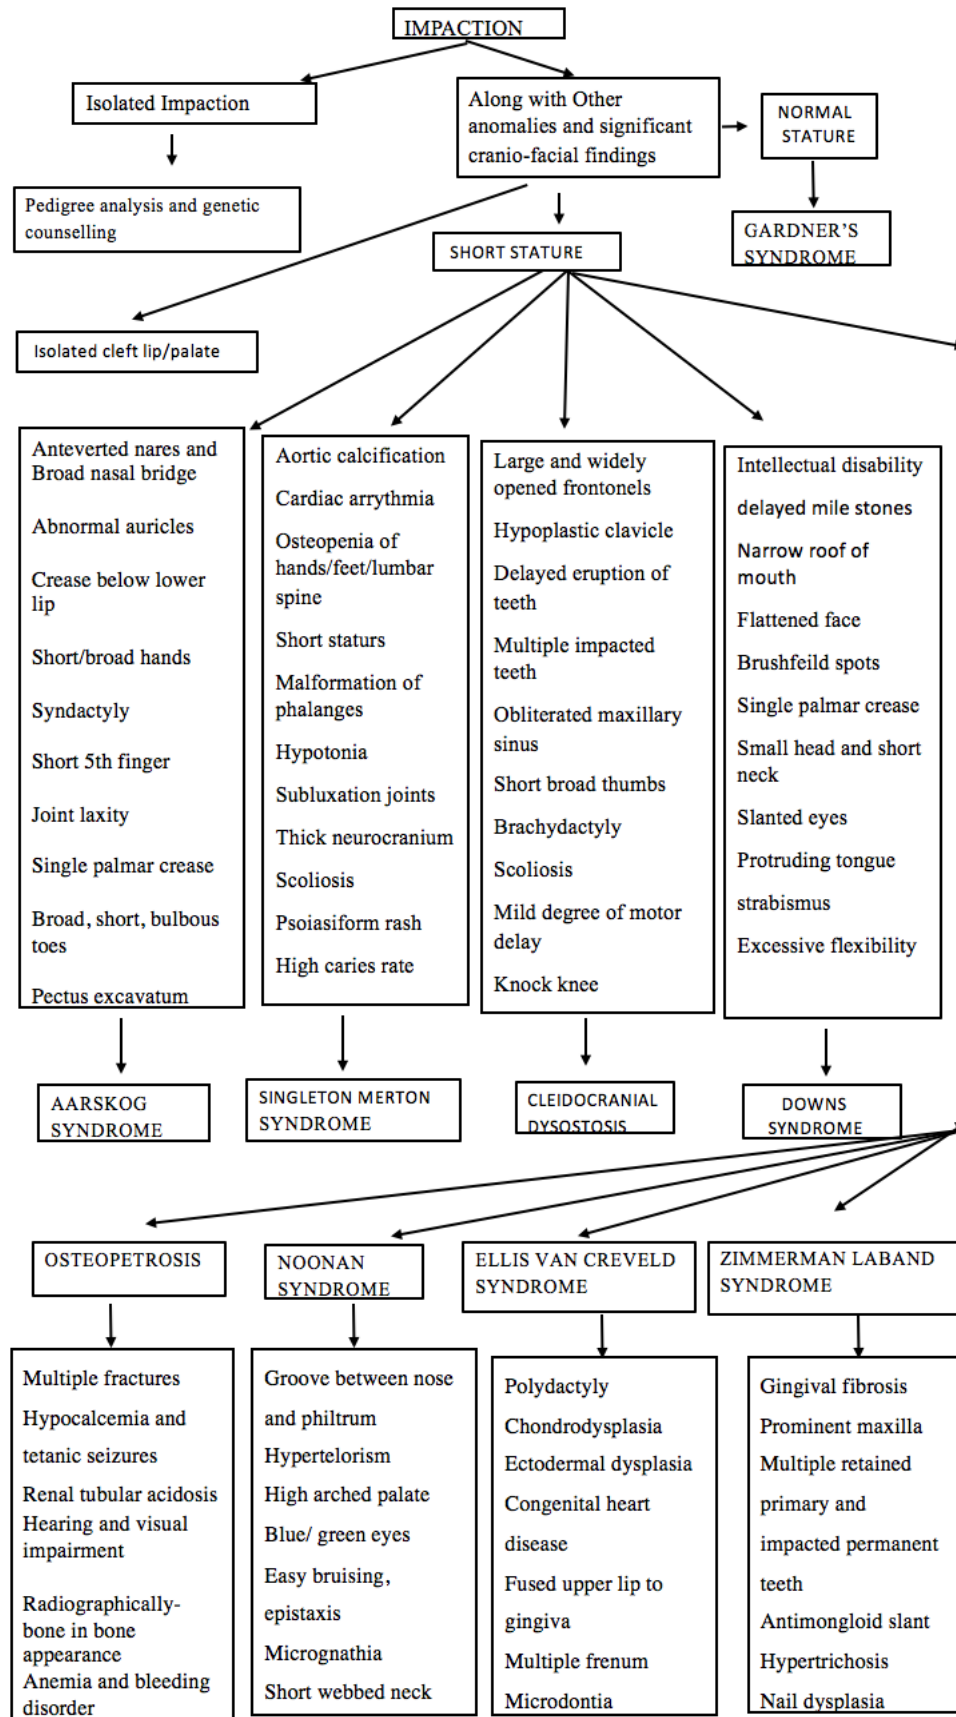 IMPACTION
Isolated Impaction
Along with Other
anomalies and significant
cranio-facial findings
NORMAL
STATURE
Pedigree analysis and genetic
counselling
GARDNER'S
SYNDROME
SHORT STATURE
Isolated cleft lip/palate
Anteverted nares and
Broad nasal bridge
Abnormal auricles
Crease below lower
lip
Short/broad hands
Syndactyly
Short 5th finger
Joint laxity
Single palmar crease
Broad, short, bulbous
toes
Pectus excavatum
Aortic calcification
Cardiac arrythmia
Osteopenia of
hands/feet/lumbar
spine
Short staturs
Malformation of
phalanges
Hypotonia
Subluxation joints
Thick neurocranium
Scoliosis
Psoiasiform rash
High caries rate
Large and widely
opened frontonels
Hypoplastic clavicle
Delayed eruption of
teeth
Multiple impacted
teeth
Obliterated maxillary
sinus
Short broad thumbs
Brachydactyly
Scoliosis
Mild degree of motor
delay
Knock knee
Intellectual disability
delayed mile stones
Narrow roof of
mouth
Flattened face
Brushfeild spots
Single palmar crease
Small head and short
neck
Slanted eyes
Protruding tongue
strabismus
Excessive flexibility
AARSKOG
SYNDROME
SINGLETON MERTON
SYNDROME
CLEIDOCRANIAL
DYSOSTOSIS
DOWNS
SYNDROME
OSTEOPETROSIS
NOONAN
SYNDROME
ELLIS VAN CREVELD
SYNDROME
ZIMMERMAN LABAND
SYNDROME
Multiple fractures
Hypocalcemia and
tetanic seizures
Renal tubular acidosis
Hearing and visual
impairment
Radiographically-
bone in bone
appearance
Anemia and bleeding
disorder
Groove between nose
and philtrum
Hypertelorism
High arched palate
Blue/ green eyes
Easy bruising,
epistaxis
Micrognathia
Short webbed neck
Polydactyly
Chondrodysplasia
Ectodermal dysplasia
Congenital heart
disease
Fused upper lip to
gingiva
Multiple frenum
Microdontia
Gingival fibrosis
Prominent maxilla
Multiple retained
primary and
impacted permanent
teeth
Antimongloid slant
Hypertrichosis
Nail dysplasia